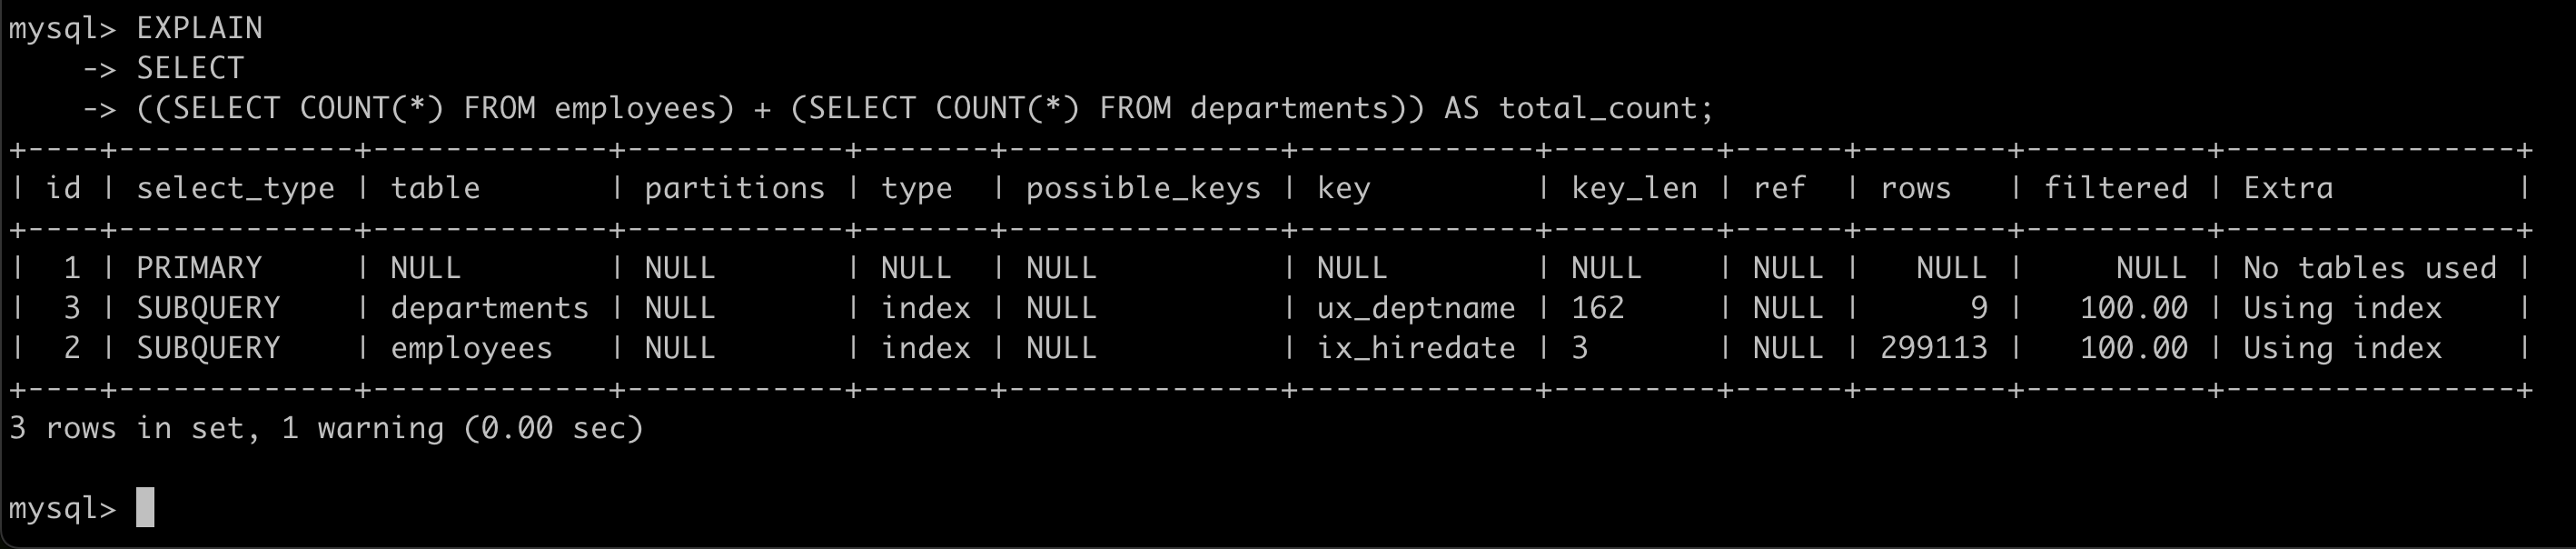 mysql> EXPLAIN
    -> SELECT
    -> ((SELECT COUNT(*) FROM employees) + (SELECT COUNT(*) FROM departments)) AS total_count;
+----+-------------+-------------+------------+-------+---------------+-------------+---------+------+--------+----------+----------------+
| id | select_type | table       | partitions | type  | possible_keys | key         | key_len | ref  | rows   | filtered | Extra          |
+----+-------------+-------------+------------+-------+---------------+-------------+---------+------+--------+----------+----------------+
|  1 | PRIMARY     | NULL        | NULL       | NULL  | NULL          | NULL        | NULL    | NULL |   NULL |     NULL | No tables used |
|  3 | SUBQUERY    | departments | NULL       | index | NULL          | ux_deptname | 162     | NULL |      9 |   100.00 | Using index    |
|  2 | SUBQUERY    | employees   | NULL       | index | NULL          | ix_hiredate | 3       | NULL | 299113 |   100.00 | Using index    |
+----+-------------+-------------+------------+-------+---------------+-------------+---------+------+--------+----------+----------------+
3 rows in set, 1 warning (0.00 sec)
mysql>